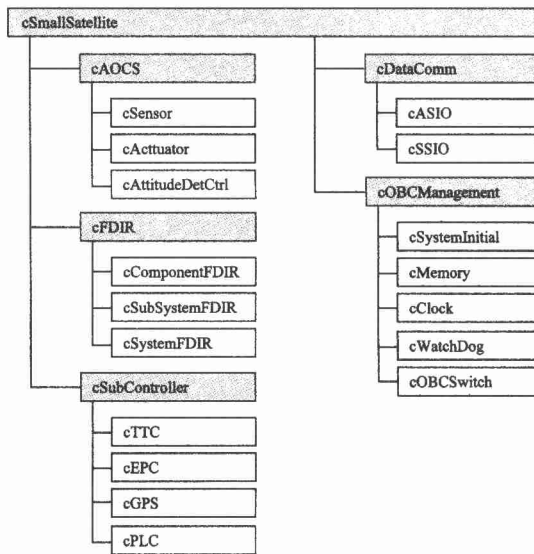 cSmallSatellite
cAOCS
cSensor
cActtuator
cAttitudeDetCtrl
cFDIR
cComponentFDIR
cSubSystemFDIR
cSystemFDIR
cSubController
cTTC
cEPC
cGPS
cPLC
cDataComm
cASIO
cSSIO
cOBCManagement
cSystemInitial
cMemory
cClock
cWatchDog
cOBCSwitch